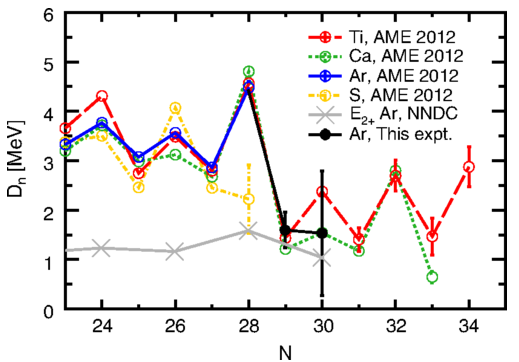 6
5
4
3
2
1
0
Dn [MeV]
Ti, AME 2012
Ca, AME 2012
Ar, AME 2012
S, AME 2012
E2+ Ar, NNDC
Ar, This expt.
24 26 28 30 32 34
N